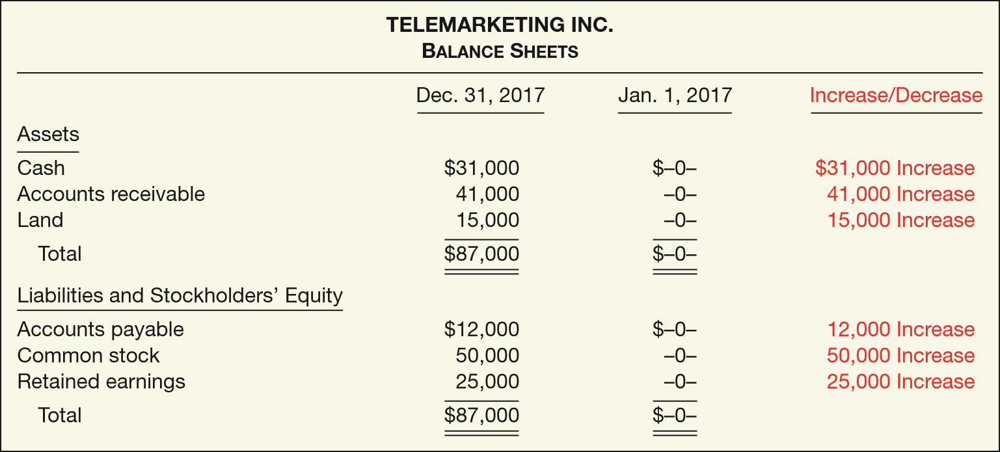 TELEMARKETING INC.
BALANCE SHEETS
Dec. 31, 2017 Jan. 1, 2017 Increase/Decrease
Assets
Cash $31,000 $–0– $31,000 Increase
Accounts receivable 41,000 –0– 41,000 Increase
Land 15,000 –0– 15,000 Increase
Total $87,000 $–0–
Liabilities and Stockholders’ Equity
Accounts payable $12,000 $–0– 12,000 Increase
Common stock 50,000 –0– 50,000 Increase
Retained earnings 25,000 –0– 25,000 Increase
Total $87,000 $–0–